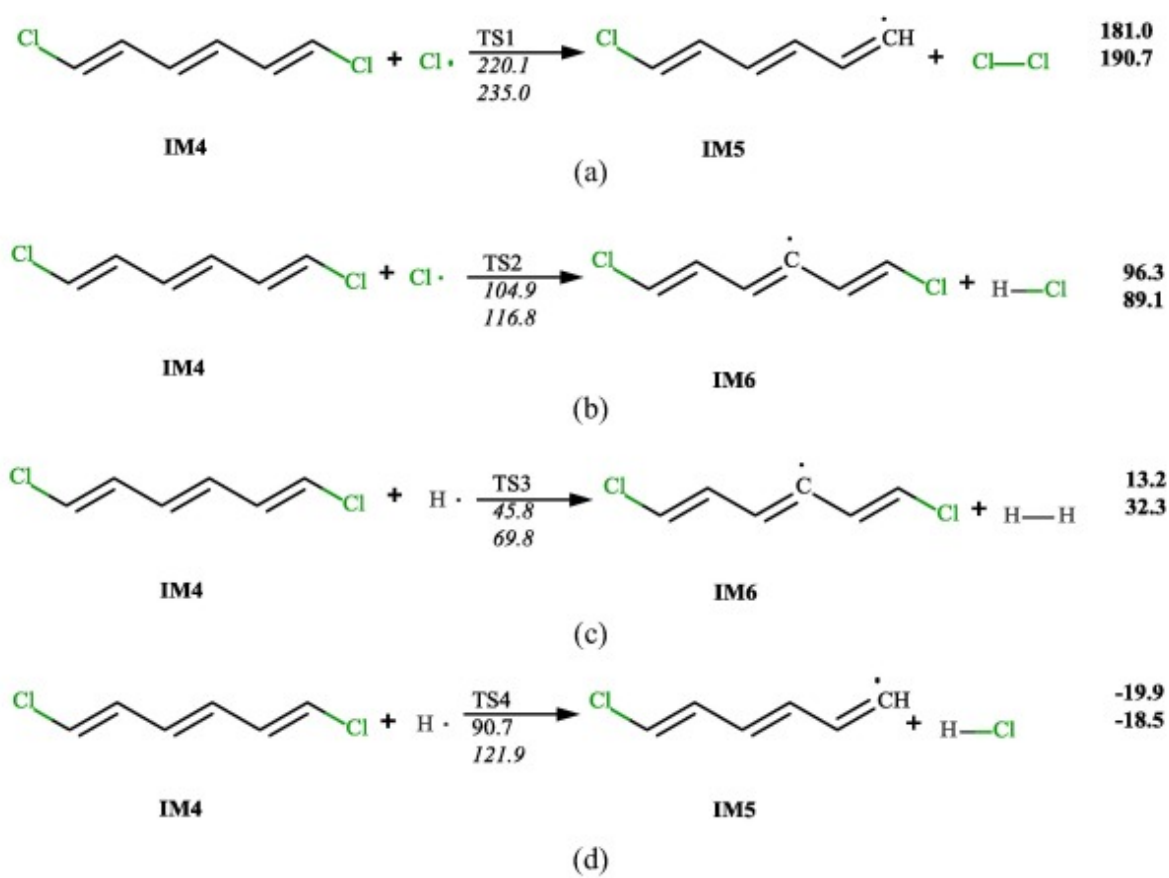 Cl Cl + Cl· TS1 220.1 235.0 Cl ·CH + Cl—Cl 181.0 190.7
IM4 IM5
(a)
Cl Cl + Cl· TS2 104.9 116.8 Cl ·C Cl + H—Cl 96.3 89.1
IM4 IM6
(b)
Cl Cl + H· TS3 45.8 69.8 Cl ·C Cl + H—H 13.2 32.3
IM4 IM6
(c)
Cl Cl + H· TS4 90.7 121.9 Cl ·CH + H—Cl -19.9 -18.5
IM4 IM5
(d)